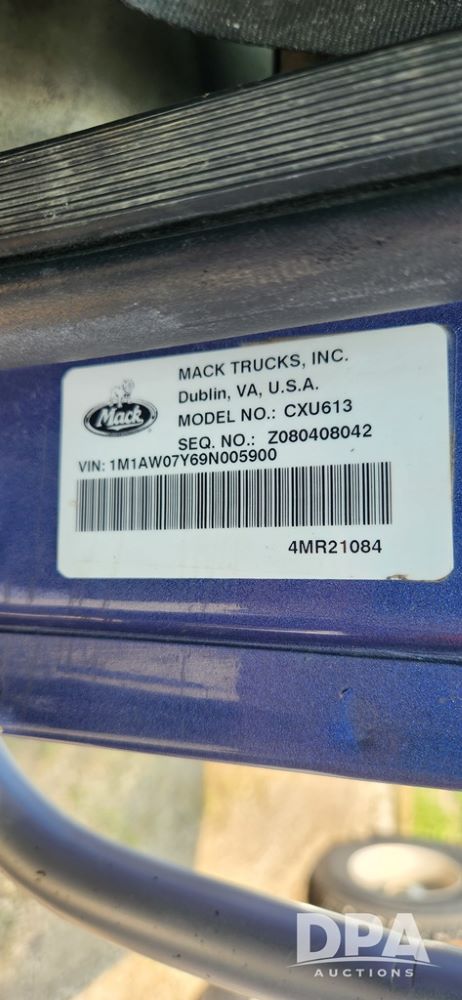 MACK TRUCKS, INC.
Dublin, VA, U.S.A.
Mack
MODEL NO.: CXU613
SEQ. NO.: Z080408042
VIN: 1M1AW07Y69N005900
4MR21084
DPA
AUCTIONS